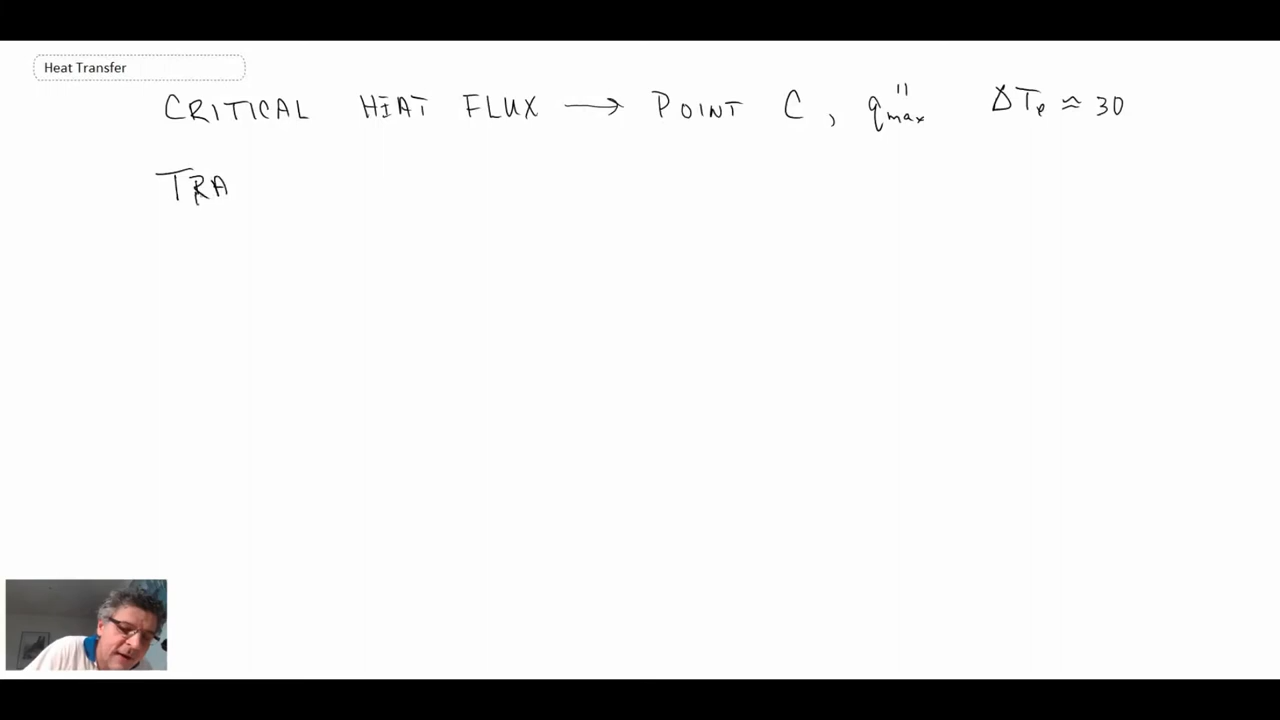 Heat Transfer
CRITICAL HEAT FLUX → POINT C, q''max ΔTe ≈ 30
TRA